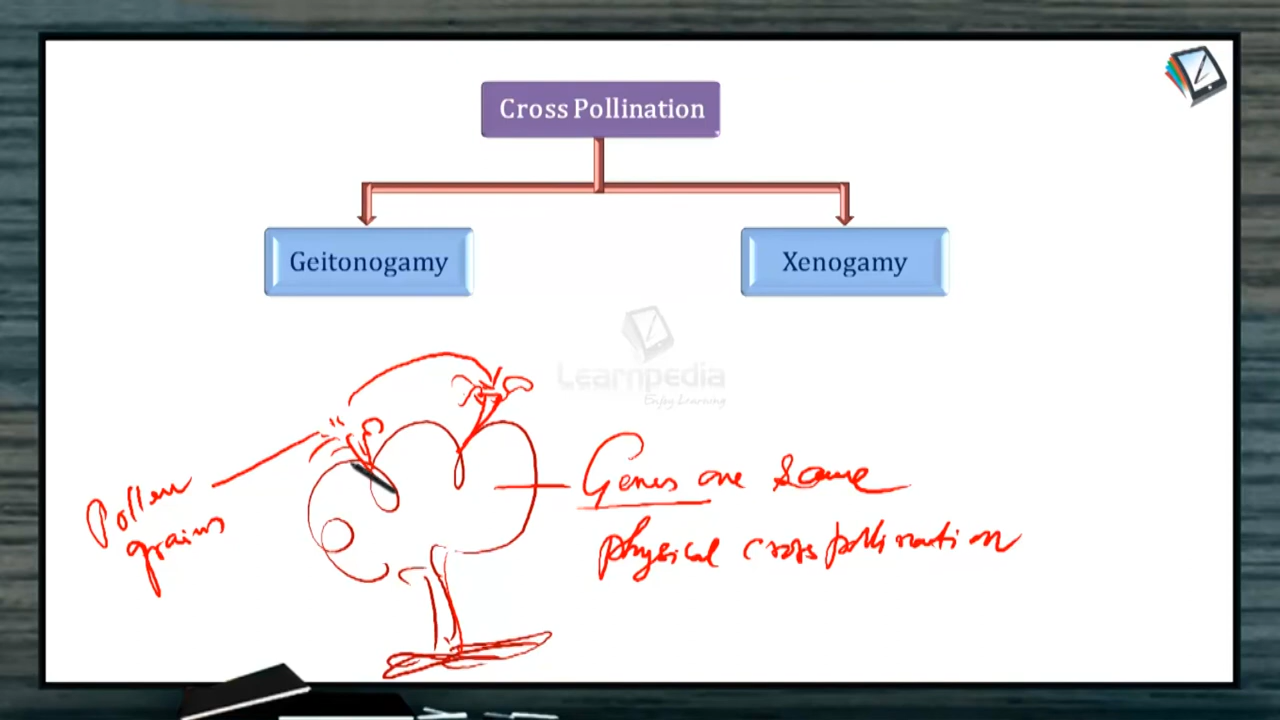 Cross Pollination
Geitonogamy
Xenogamy
Learnpedia
Enjoy Learning
Pollen
grains
Genes are same
physical cross pollination